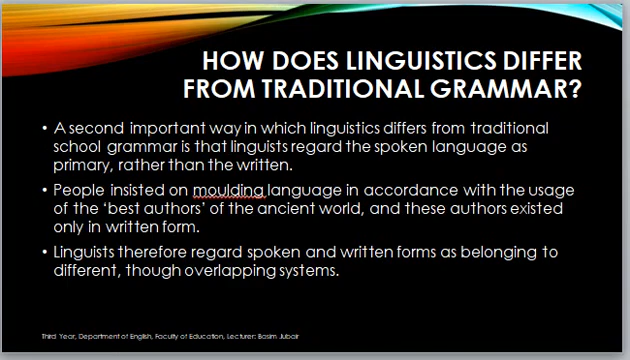 HOW DOES LINGUISTICS DIFFER
FROM TRADITIONAL GRAMMAR?
• A second important way in which linguistics differs from traditional
school grammar is that linguists regard the spoken language as
primary, rather than the written.
• People insisted on moulding language in accordance with the usage
of the ‘best authors’ of the ancient world, and these authors existed
only in written form.
• Linguists therefore regard spoken and written forms as belonging to
different, though overlapping systems.
Third Year, Department of English, Faculty of Education, Lecturer: Basim Jubair